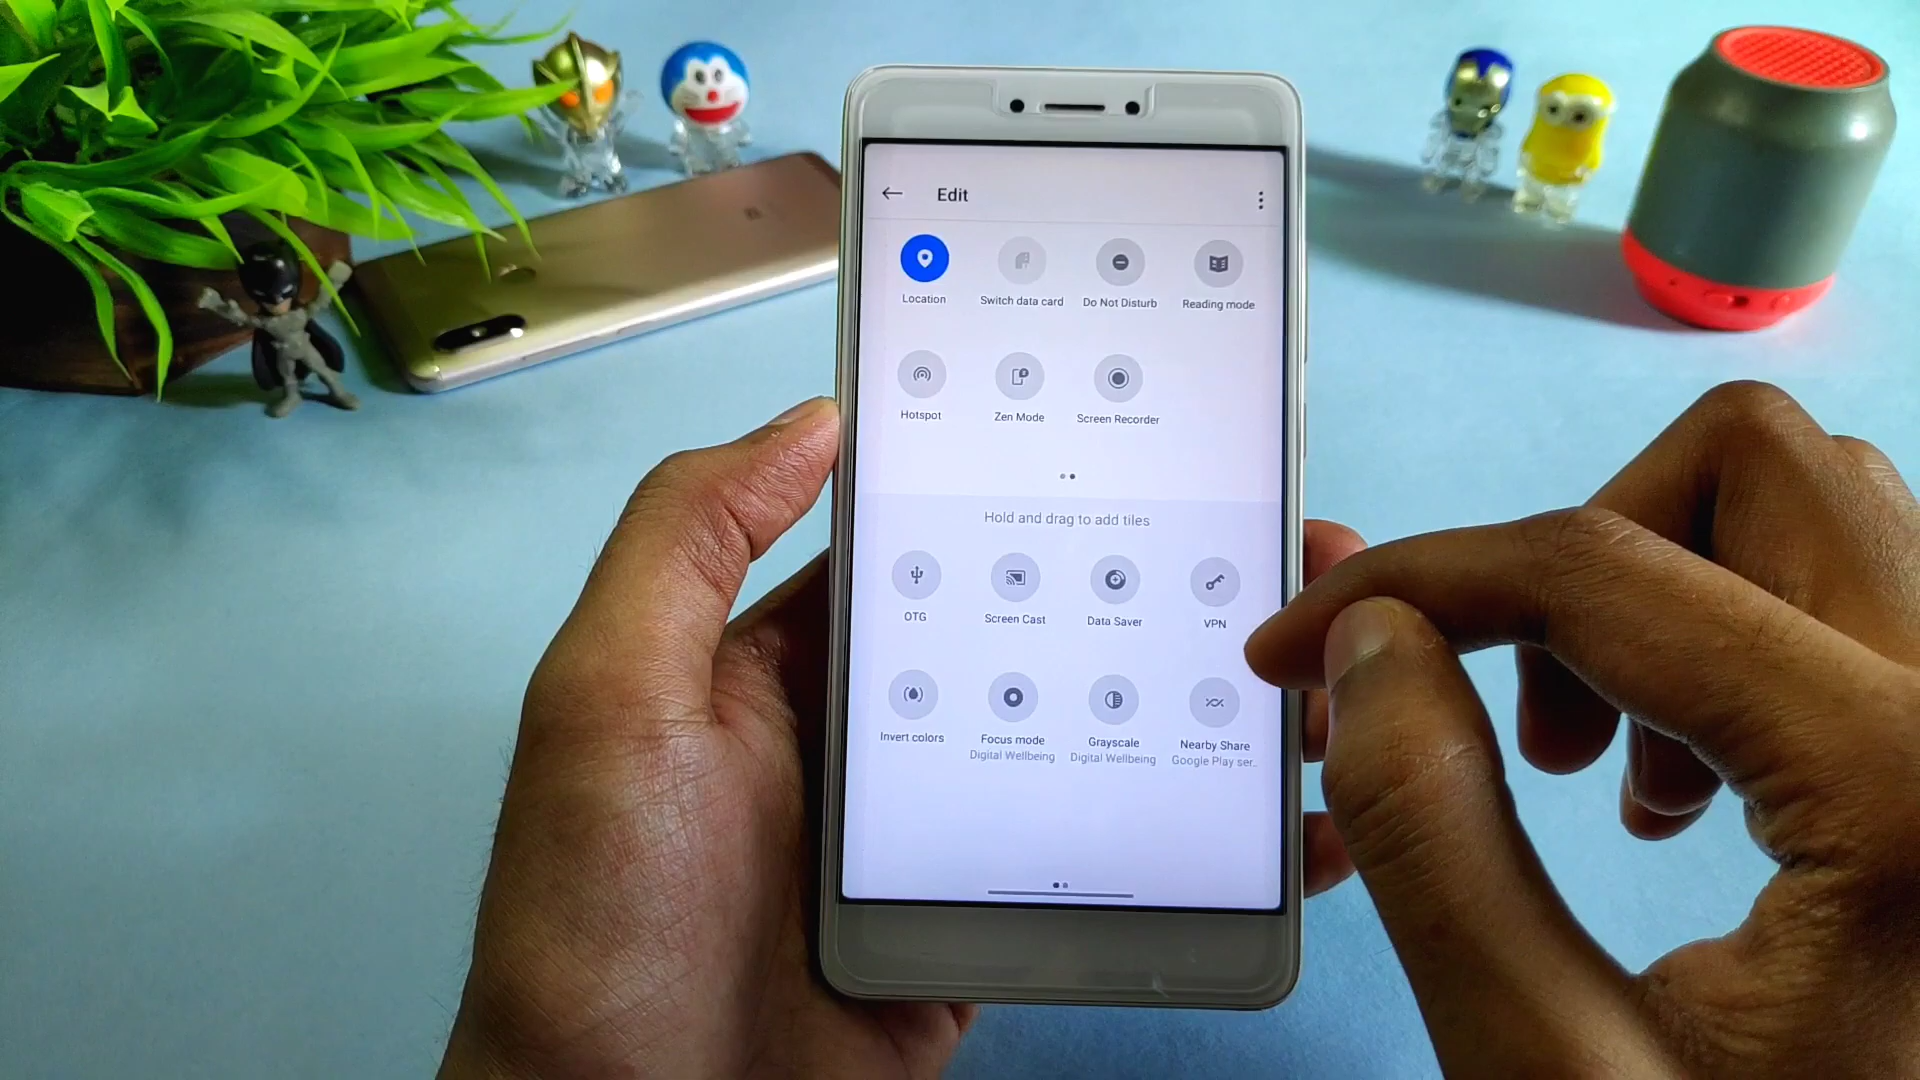 Edit
Location
Switch data card
Do Not Disturb
Reading mode
Hotspot
Zen Mode
Screen Recorder
Hold and drag to add tiles
OTG
Screen Cast
Data Saver
VPN
Invert colors
Focus mode
Digital Wellbeing
Grayscale
Digital Wellbeing
Nearby Share
Google Play ser..